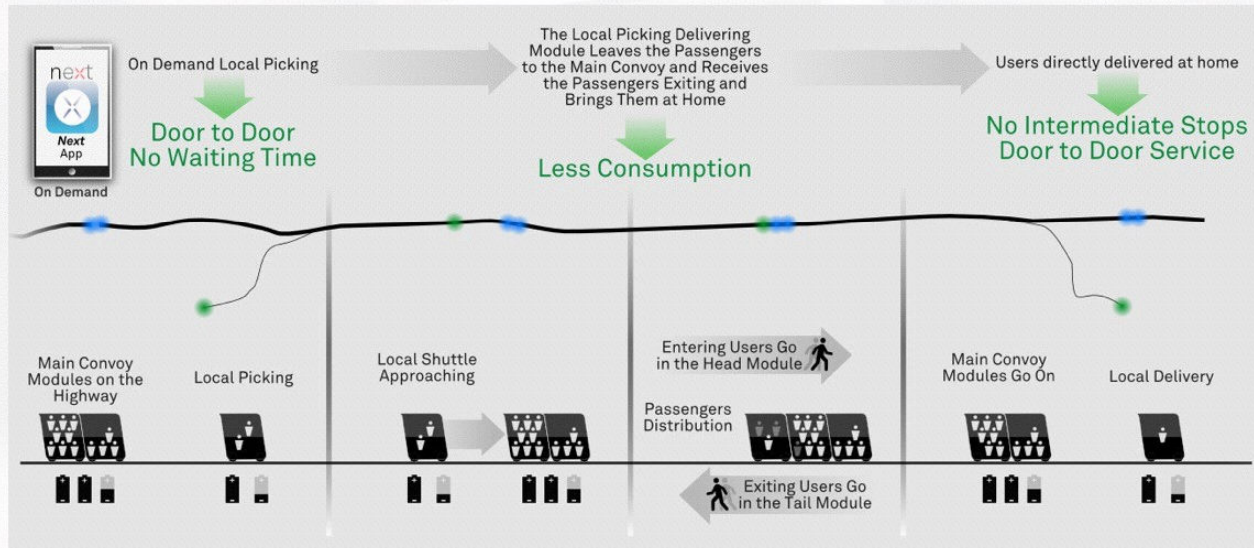 next
Next
App
On Demand
On Demand Local Picking
Door to Door
No Waiting Time
The Local Picking Delivering
Module Leaves the Passengers
to the Main Convoy and Receives
the Passengers Exiting and
Brings Them at Home
Less Consumption
Users directly delivered at home
No Intermediate Stops
Door to Door Service
Main Convoy
Modules on the
Highway
Local Picking
Local Shuttle
Approaching
Entering Users Go
in the Head Module
Passengers
Distribution
Exiting Users Go
in the Tail Module
Main Convoy
Modules Go On
Local Delivery